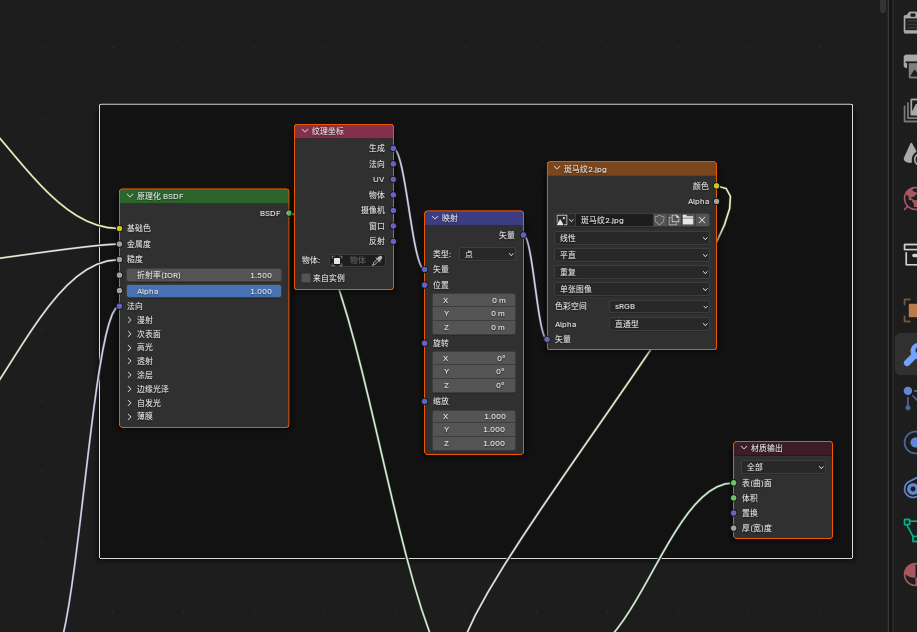 原理化 BSDF
BSDF
基础色
金属度
糙度
折射率(IOR) 1.500
Alpha 1.000
法向
漫射
次表面
高光
透射
涂层
边缘光泽
自发光
薄膜
纹理坐标
生成
法向
UV
物体
摄像机
窗口
反射
物体: 物体
来自实例
映射
矢量
类型: 点
矢量
位置
X 0 m
Y 0 m
Z 0 m
旋转
X 0°
Y 0°
Z 0°
缩放
X 1.000
Y 1.000
Z 1.000
斑马纹2.jpg
颜色
Alpha
斑马纹2.jpg
线性
平直
重复
单张图像
色彩空间 sRGB
Alpha 直通型
矢量
材质输出
全部
表(曲)面
体积
置换
厚(宽)度